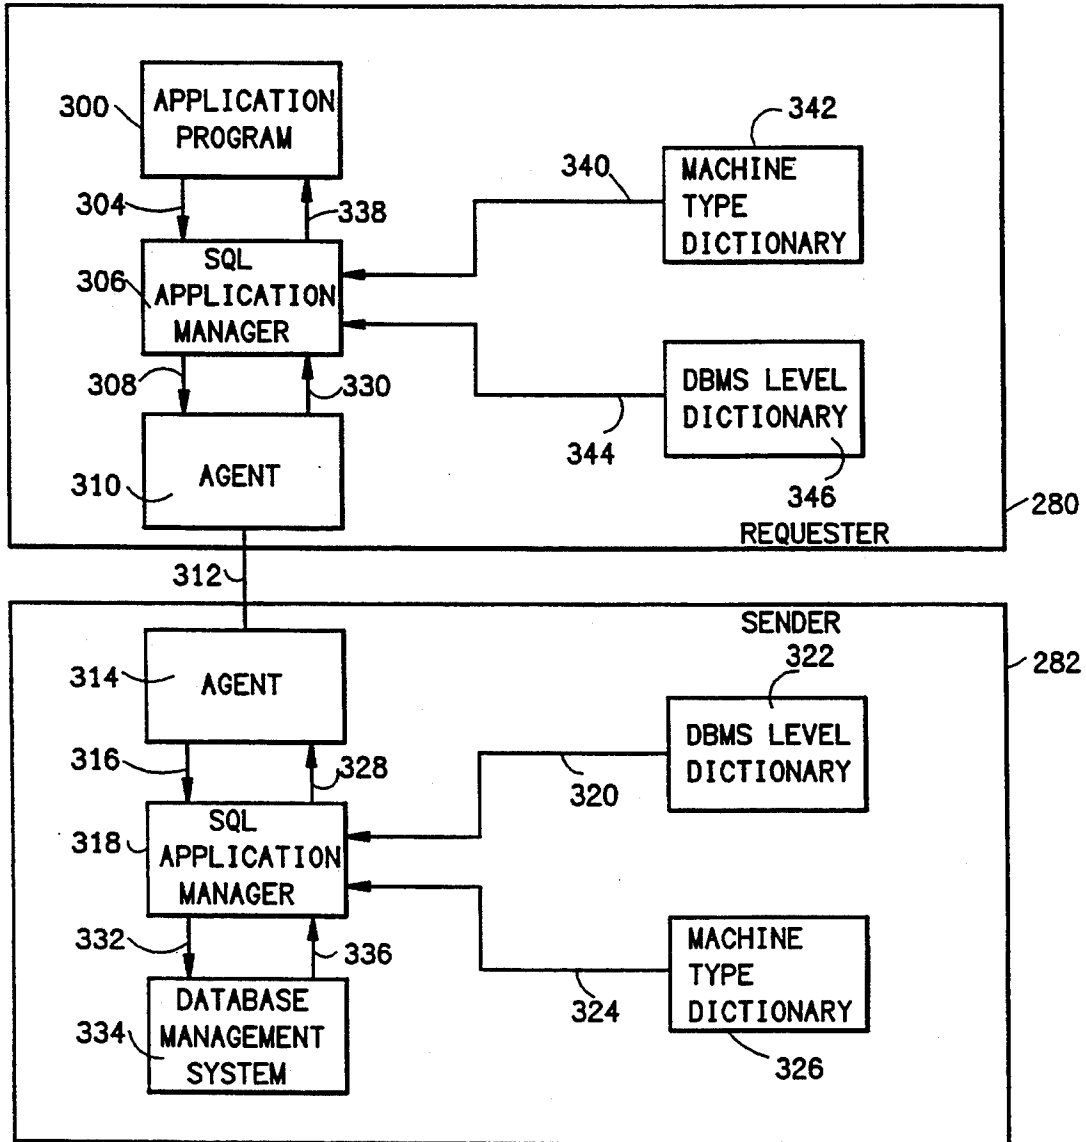 300
APPLICATION
PROGRAM
342
MACHINE
TYPE
DICTIONARY
340
304
338
SQL
APPLICATION
MANAGER
306
308
330
DBMS LEVEL
DICTIONARY
344
346
AGENT
310
REQUESTER
280
312
SENDER
282
AGENT
314
322
DBMS LEVEL
DICTIONARY
316
328
320
SQL
APPLICATION
MANAGER
318
332
336
MACHINE
TYPE
DICTIONARY
324
326
DATABASE
MANAGEMENT
SYSTEM
334